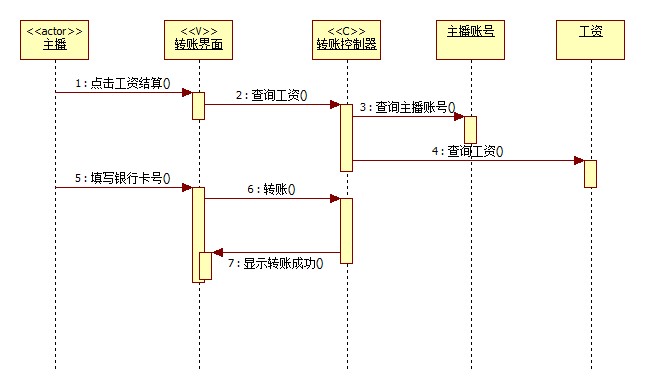 <<actor>>
主播
<<V>>
转账界面
<<C>>
转账控制器
主播账号
工资
1 : 点击工资结算()
2 : 查询工资()
3 : 查询主播账号()
4 : 查询工资()
5 : 填写银行卡号()
6 : 转账()
7 : 显示转账成功()